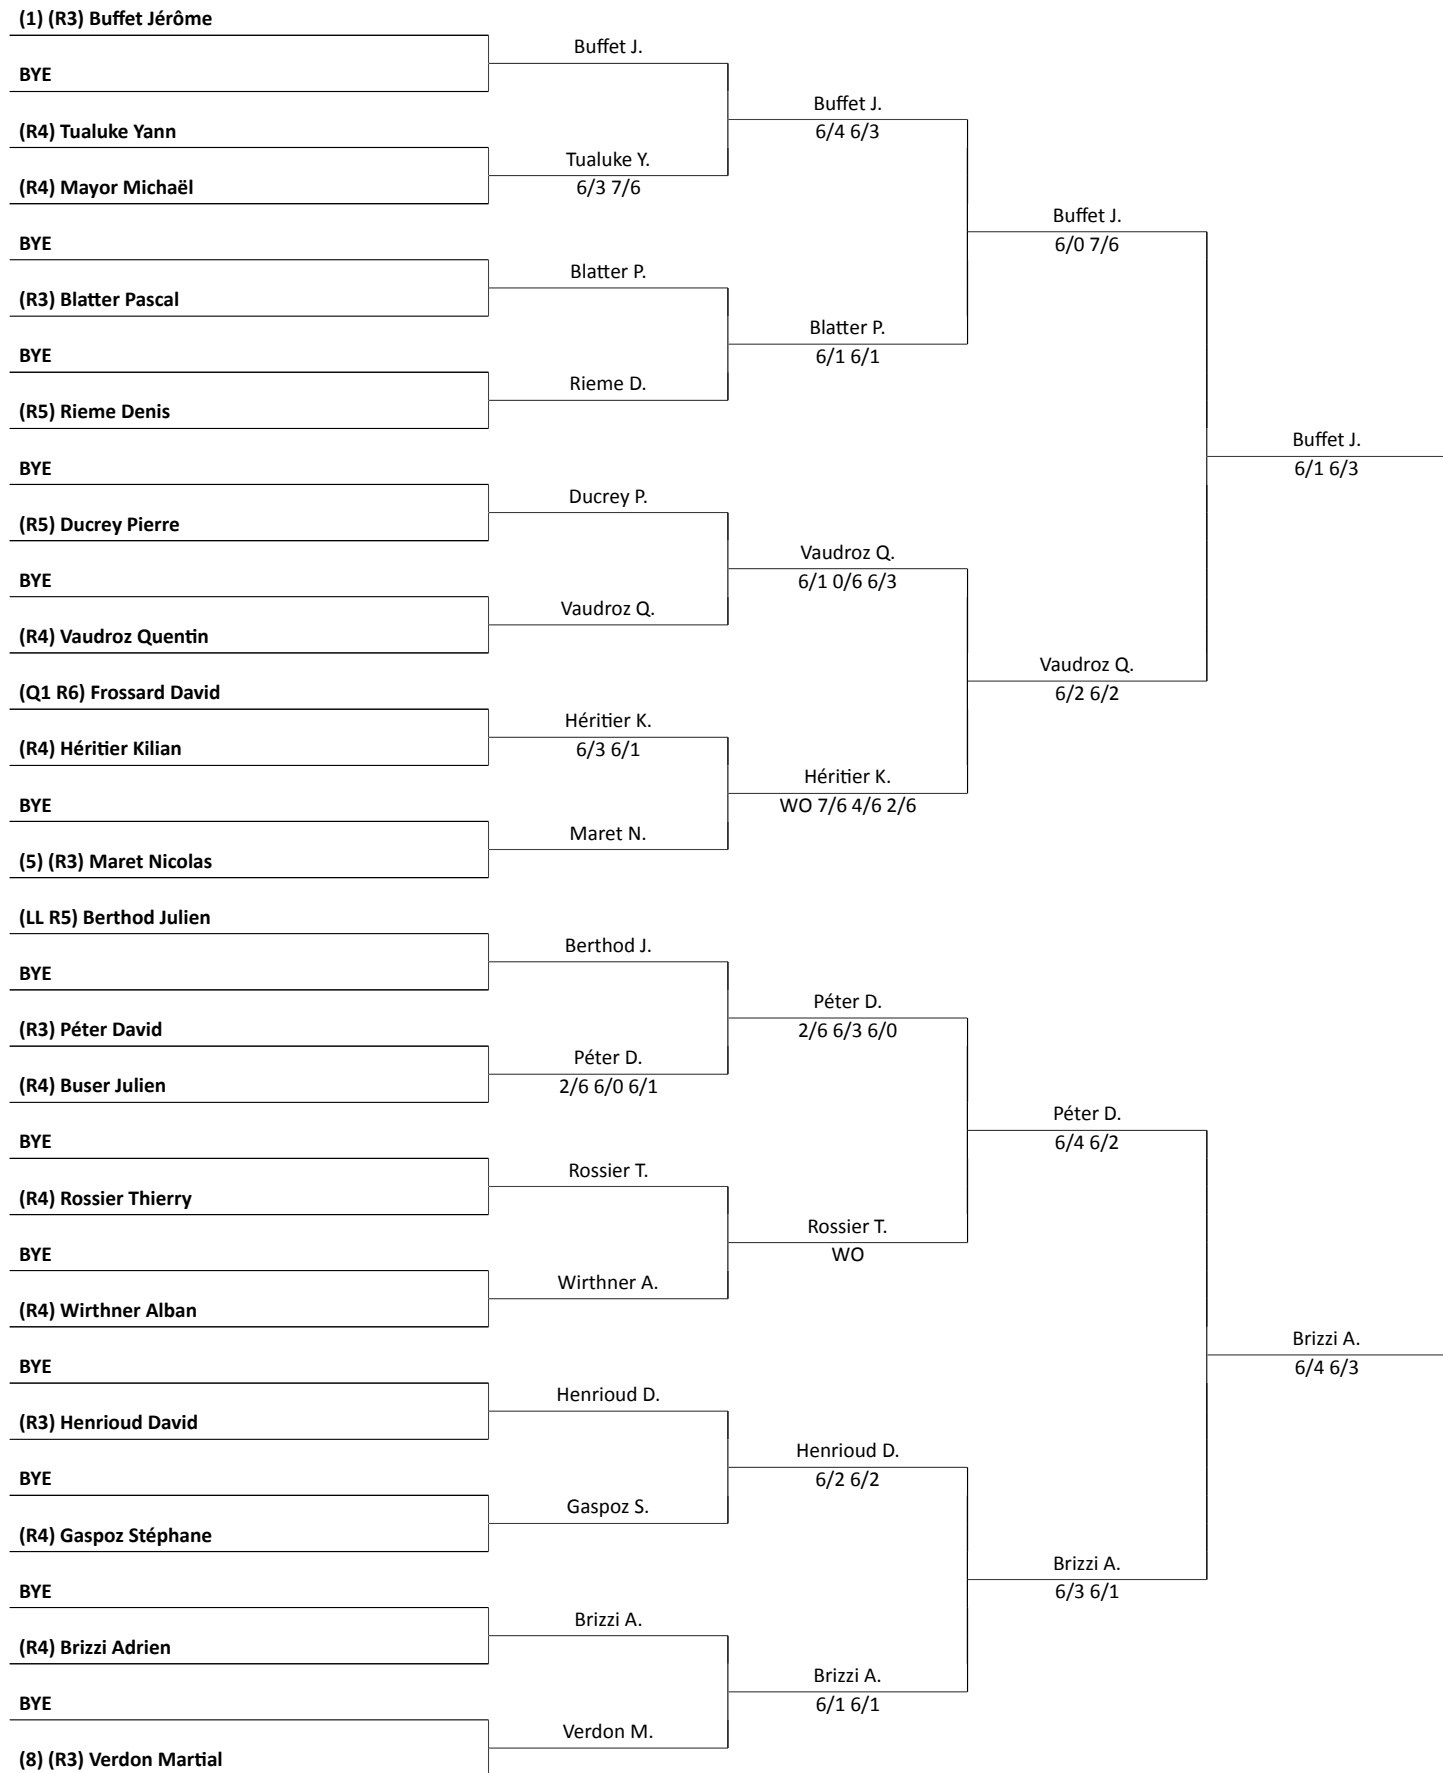 (1) (R3) Buffet Jérôme
Buffet J.
BYE
Buffet J.
(R4) Tualuke Yann
6/4 6/3
Tualuke Y.
(R4) Mayor Michaël
6/3 7/6
Buffet J.
BYE
6/0 7/6
Blatter P.
(R3) Blatter Pascal
Blatter P.
BYE
6/1 6/1
Rieme D.
(R5) Rieme Denis
Buffet J.
BYE
6/1 6/3
Ducrey P.
(R5) Ducrey Pierre
Vaudroz Q.
BYE
6/1 0/6 6/3
Vaudroz Q.
(R4) Vaudroz Quentin
Vaudroz Q.
(Q1 R6) Frossard David
6/2 6/2
Héritier K.
(R4) Héritier Kilian
6/3 6/1
Héritier K.
BYE
WO 7/6 4/6 2/6
Maret N.
(5) (R3) Maret Nicolas
(LL R5) Berthod Julien
Berthod J.
BYE
Péter D.
(R3) Péter David
2/6 6/3 6/0
Péter D.
(R4) Buser Julien
2/6 6/0 6/1
Péter D.
BYE
6/4 6/2
Rossier T.
(R4) Rossier Thierry
Rossier T.
BYE
WO
Wirthner A.
(R4) Wirthner Alban
Brizzi A.
BYE
6/4 6/3
Henrioud D.
(R3) Henrioud David
Henrioud D.
BYE
6/2 6/2
Gaspoz S.
(R4) Gaspoz Stéphane
Brizzi A.
BYE
6/3 6/1
Brizzi A.
(R4) Brizzi Adrien
Brizzi A.
BYE
6/1 6/1
Verdon M.
(8) (R3) Verdon Martial